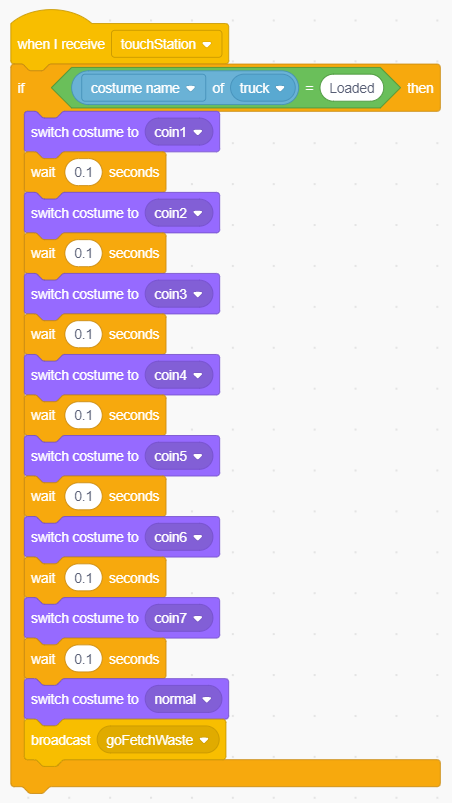 when I receive touchStation
if costume name of truck = Loaded then
switch costume to coin1
wait 0.1 seconds
switch costume to coin2
wait 0.1 seconds
switch costume to coin3
wait 0.1 seconds
switch costume to coin4
wait 0.1 seconds
switch costume to coin5
wait 0.1 seconds
switch costume to coin6
wait 0.1 seconds
switch costume to coin7
wait 0.1 seconds
switch costume to normal
broadcast goFetchWaste